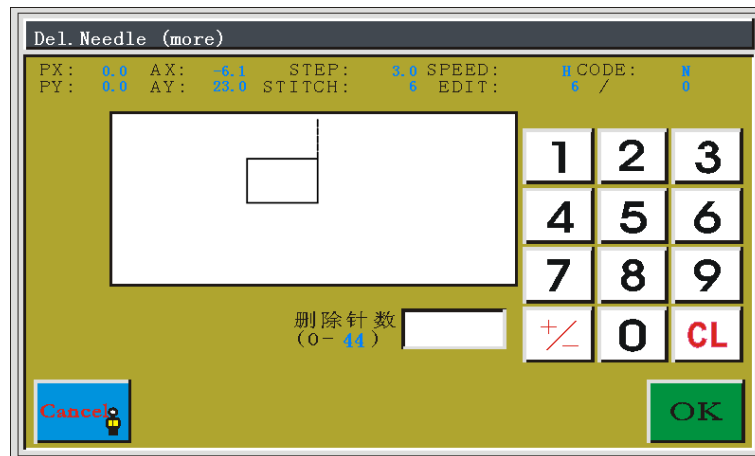 Del. Needle (more)
PX: 0.0 AX: -6.1 STEP: 3.0 SPEED: H CODE: N
PY: 0.0 AY: 23.0 STITCH: 6 EDIT: 6 / 0
1 2 3
4 5 6
7 8 9
删除针数
(0-44)
+/- 0 CL
Cancel
OK